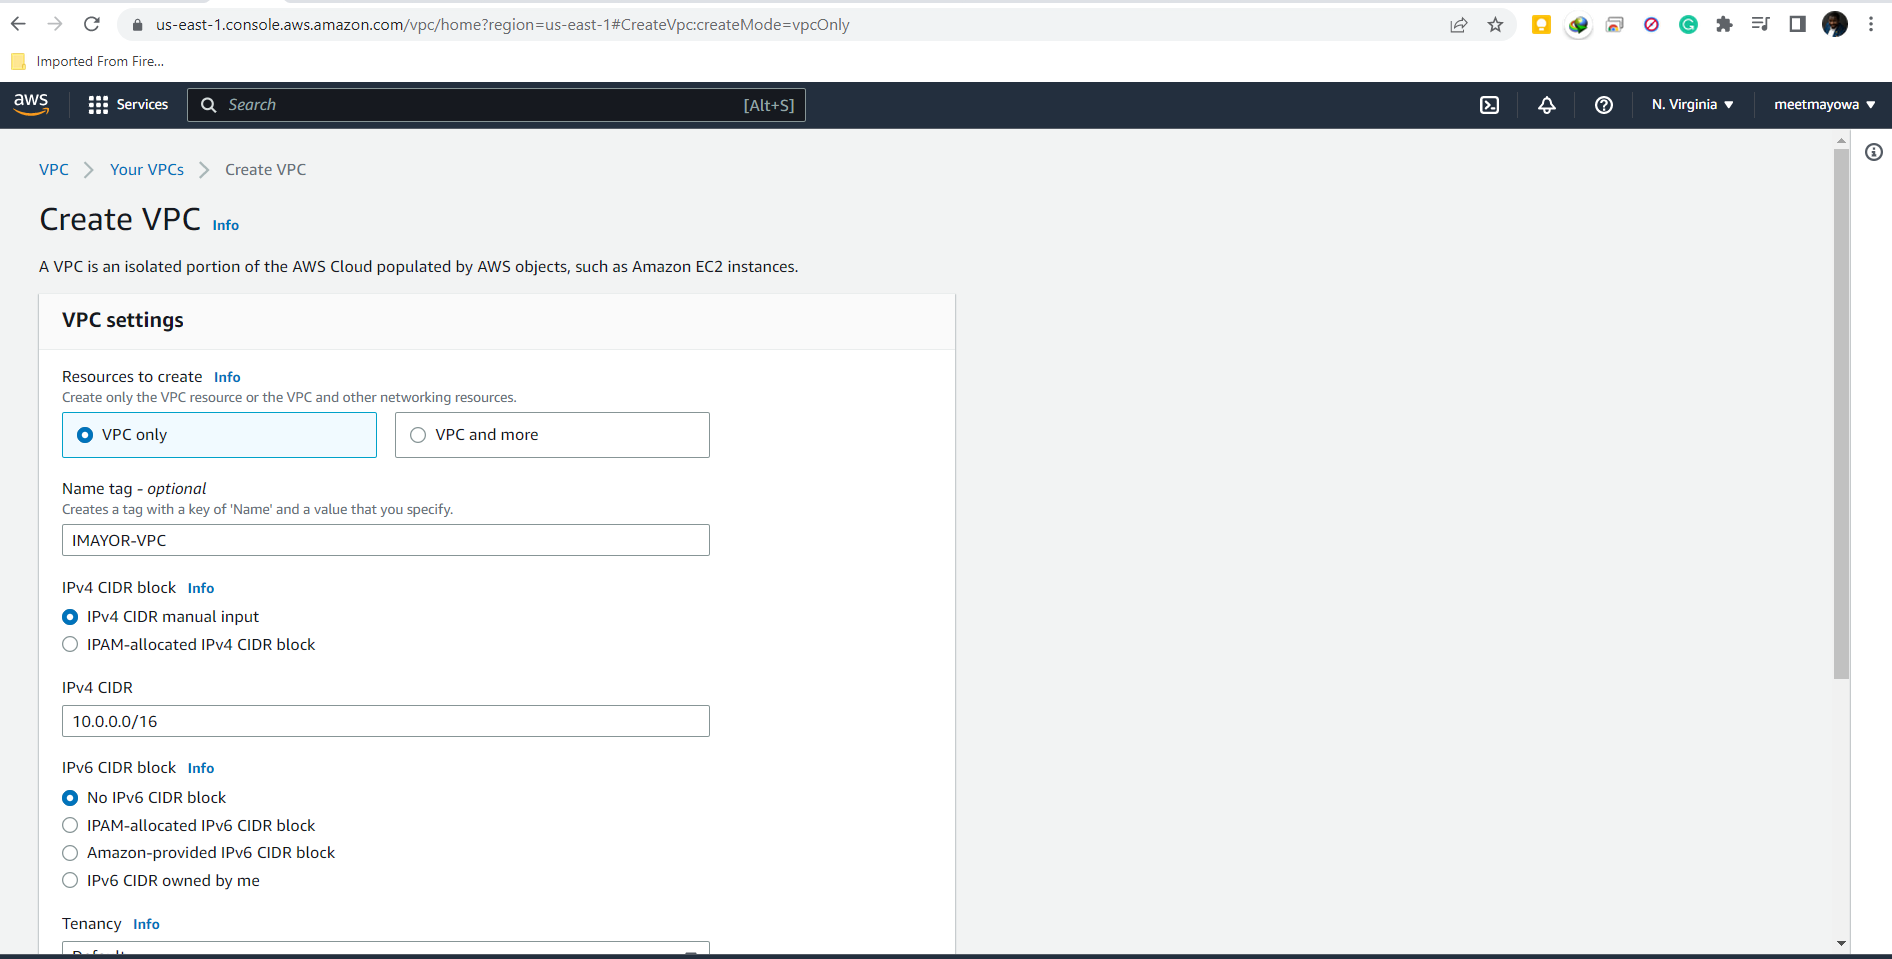 us-east-1.console.aws.amazon.com/vpc/home?region=us-east-1#CreateVpc:createMode=vpcOnly
Imported From Fire...
aws Services Search [Alt+S] N. Virginia meetmayowa
VPC Your VPCs Create VPC
Create VPC Info
A VPC is an isolated portion of the AWS Cloud populated by AWS objects, such as Amazon EC2 instances.
VPC settings
Resources to create Info
Create only the VPC resource or the VPC and other networking resources.
VPC only VPC and more
Name tag - optional
Creates a tag with a key of 'Name' and a value that you specify.
IMAYOR-VPC
IPv4 CIDR block Info
IPv4 CIDR manual input
IPAM-allocated IPv4 CIDR block
IPv4 CIDR
10.0.0.0/16
IPv6 CIDR block Info
No IPv6 CIDR block
IPAM-allocated IPv6 CIDR block
Amazon-provided IPv6 CIDR block
IPv6 CIDR owned by me
Tenancy Info